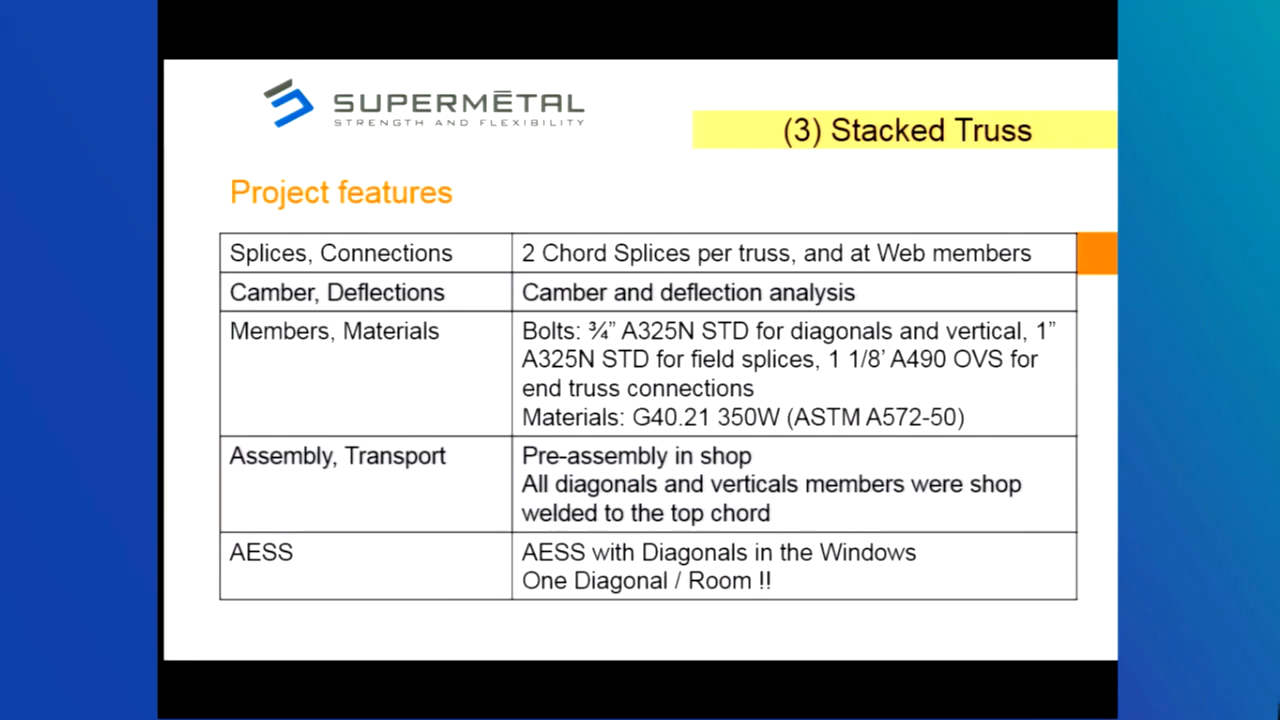 SUPERMĒTAL
STRENGTH AND FLEXIBILITY
(3) Stacked Truss
Project features
Splices, Connections
2 Chord Splices per truss, and at Web members
Camber, Deflections
Camber and deflection analysis
Members, Materials
Bolts: ¾” A325N STD for diagonals and vertical, 1”
A325N STD for field splices, 1 1/8’ A490 OVS for
end truss connections
Materials: G40.21 350W (ASTM A572-50)
Assembly, Transport
Pre-assembly in shop
All diagonals and verticals members were shop
welded to the top chord
AESS
AESS with Diagonals in the Windows
One Diagonal / Room !!